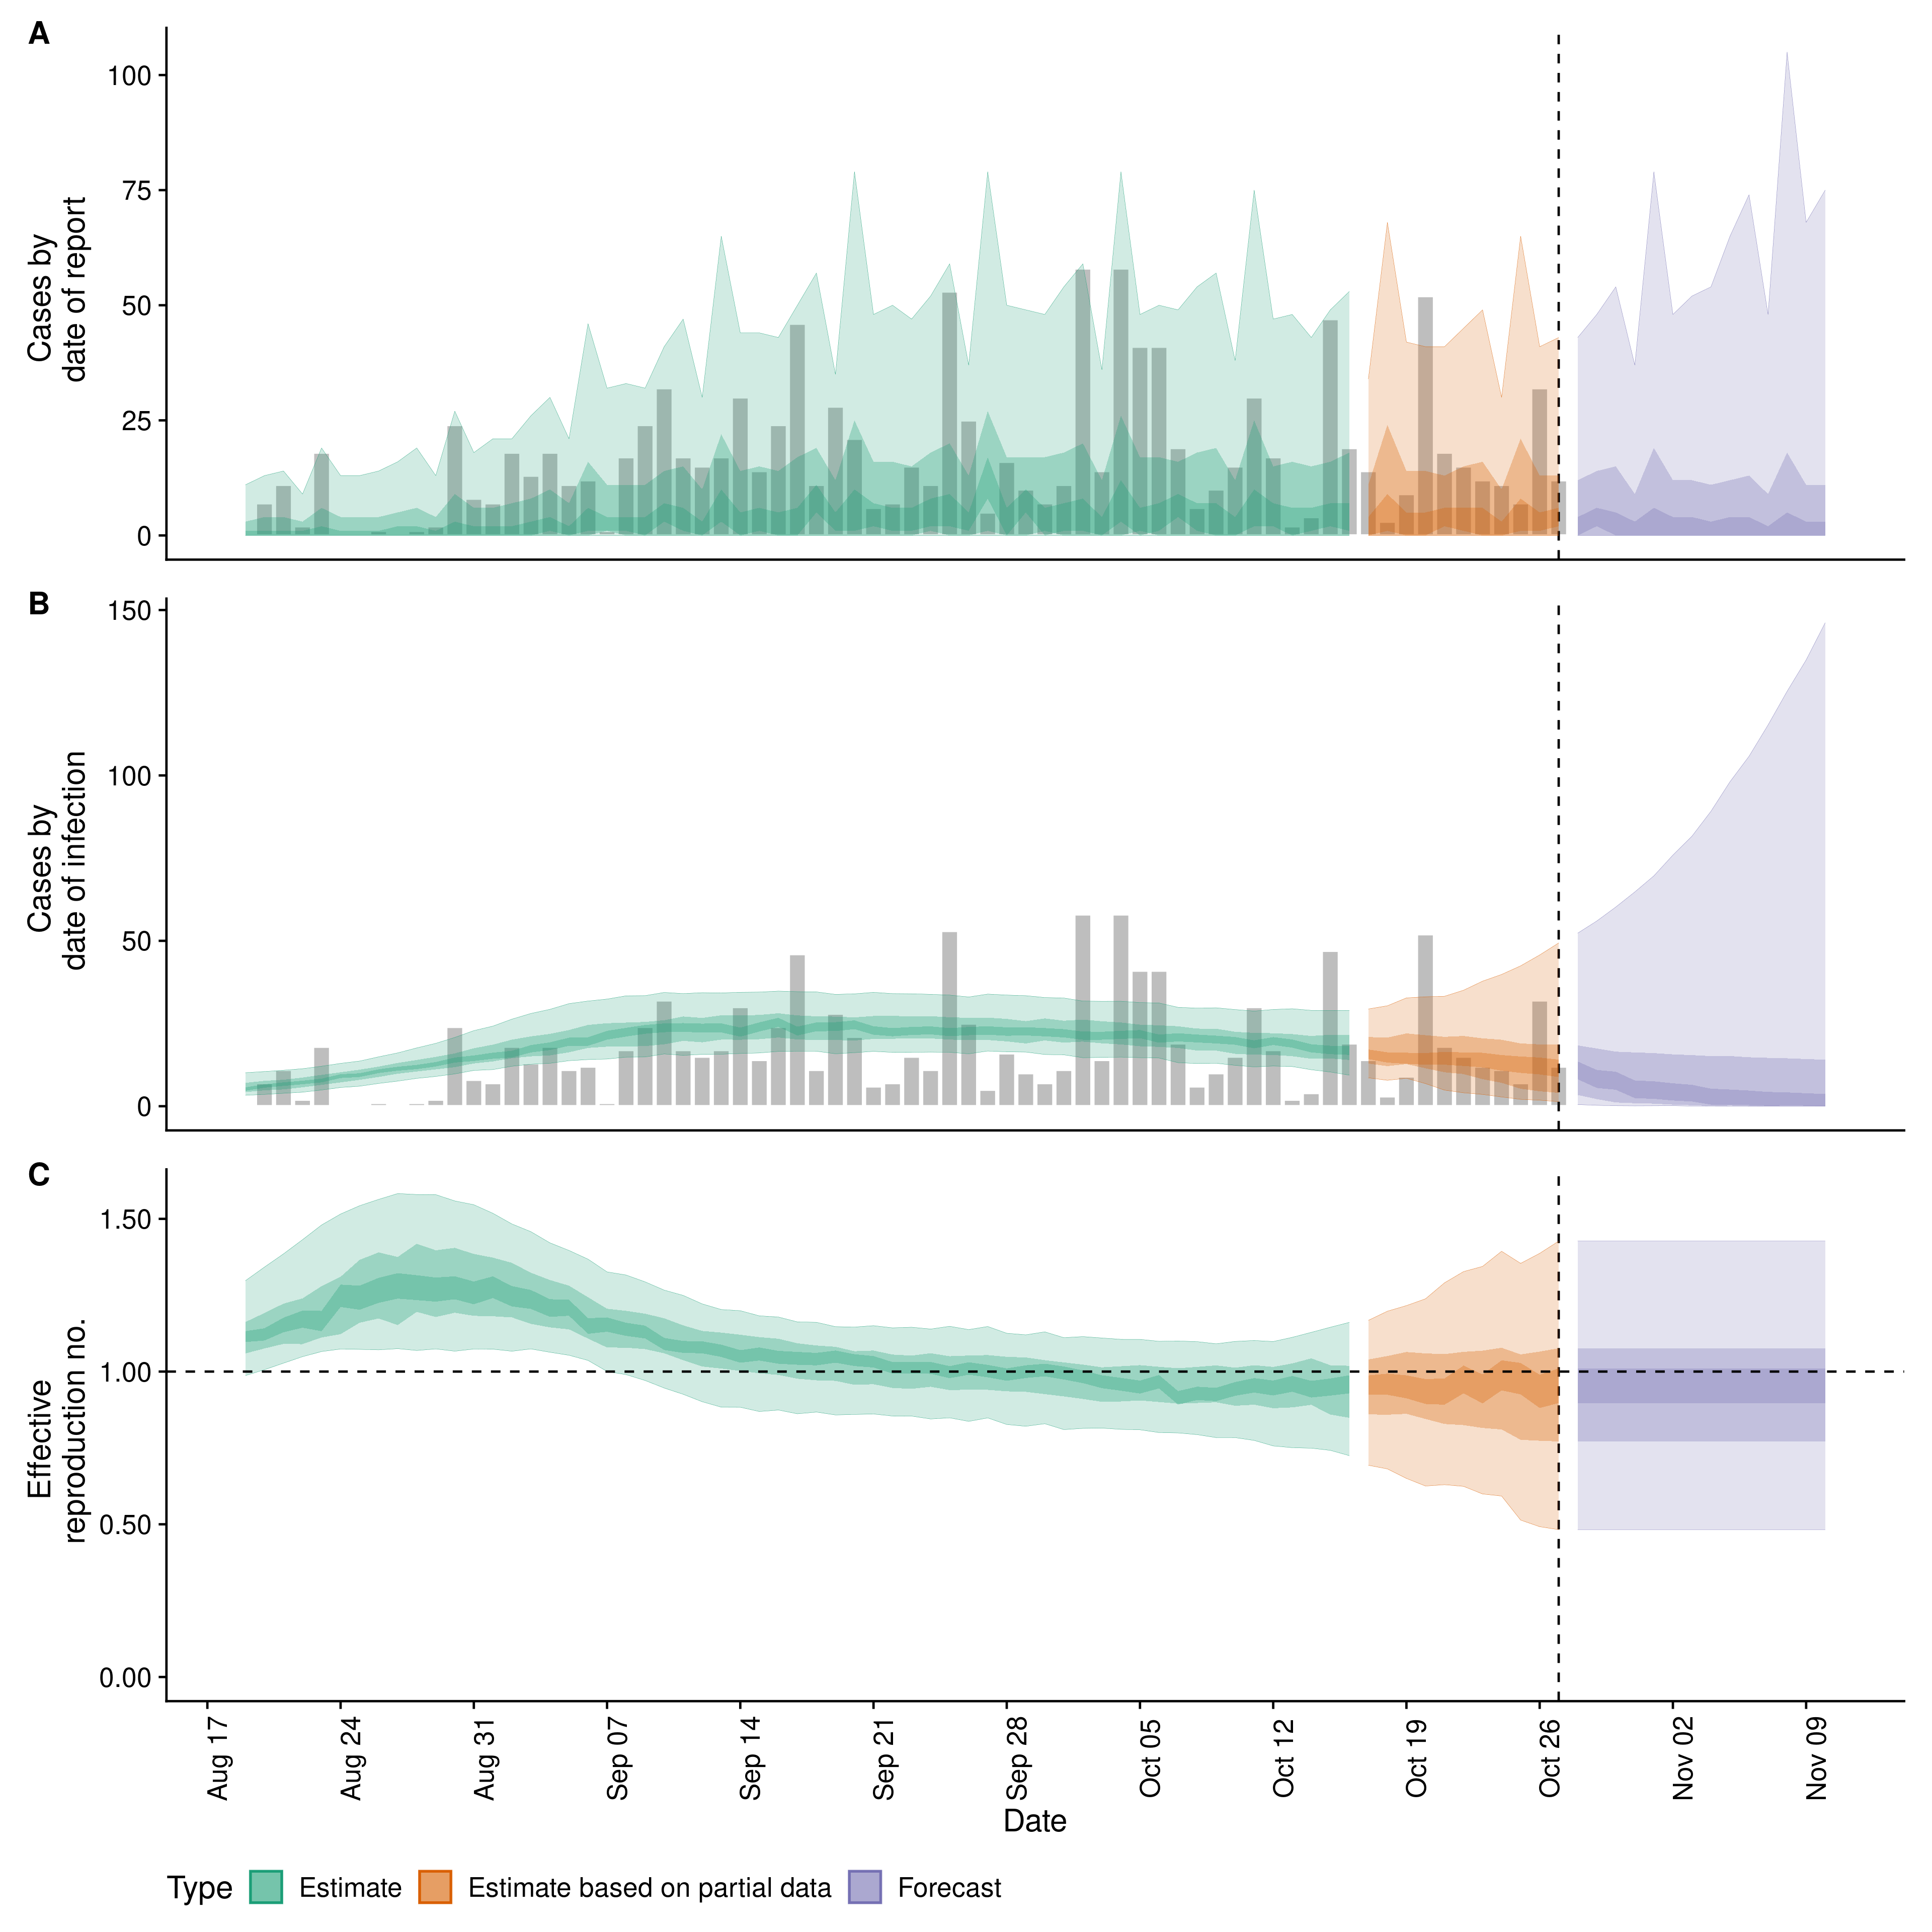 A
100
75
50
25
0
Cases by
date of report
B
150
100
50
0
Cases by
date of infection
C
1.50
1.00
0.50
0.00
Effective
reproduction no.
Aug 17
Aug 24
Aug 31
Sep 07
Sep 14
Sep 21
Sep 28
Oct 05
Oct 12
Oct 19
Oct 26
Nov 02
Nov 09
Date
Type Estimate Estimate based on partial data Forecast